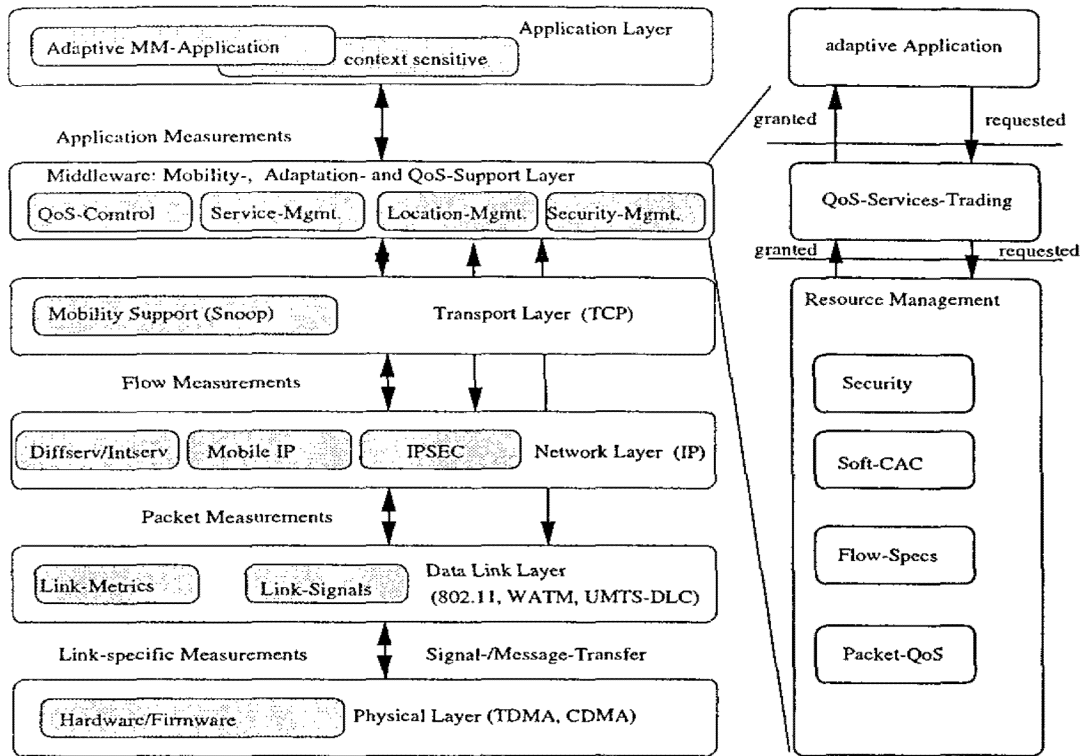 Application Layer
Adaptive MM-Application
context sensitive
Application Measurements
Middleware: Mobility-, Adaptation- and QoS-Support Layer
QoS-Comtrol
Service-Mgmt.
Location-Mgmt.
Security-Mgmt.
Mobility Support (Snoop)
Transport Layer (TCP)
Flow Measurements
Diffserv/Intserv
Mobile IP
IPSEC
Network Layer (IP)
Packet Measurements
Link-Metrics
Link-Signals
Data Link Layer
(802.11, WATM, UMTS-DLC)
Link-specific Measurements
Signal-/Message-Transfer
Hardware/Firmware
Physical Layer (TDMA, CDMA)
adaptive Application
granted
requested
QoS-Services-Trading
granted
requested
Resource Management
Security
Soft-CAC
Flow-Specs
Packet-QoS